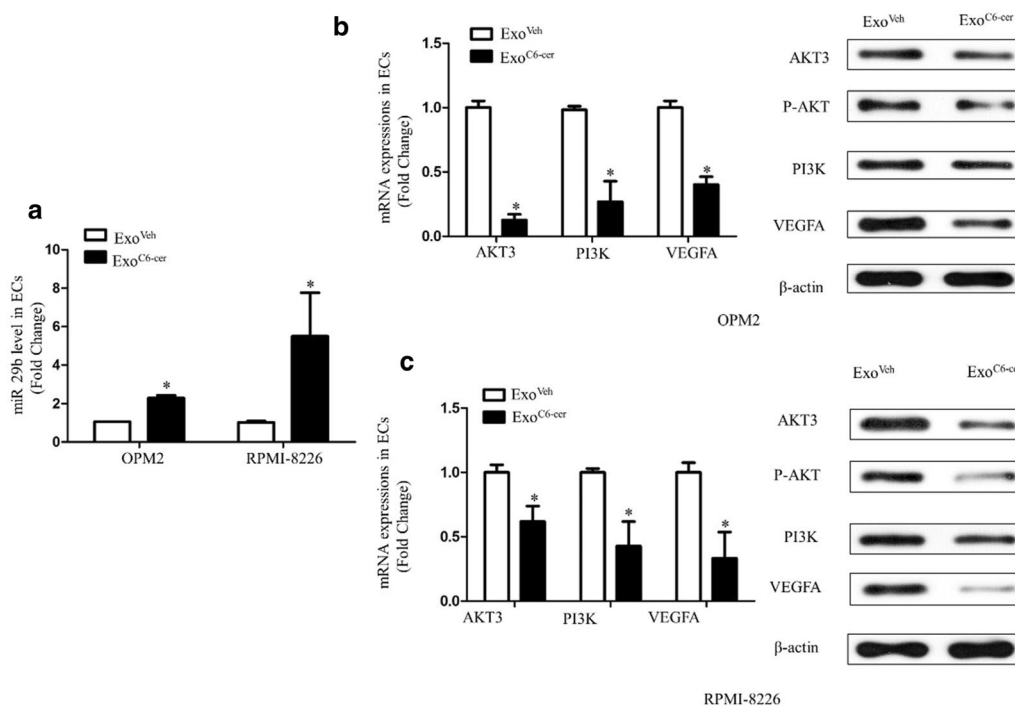 a
Exo^Veh
Exo^C6-cer
miR 29b level in ECs
(Fold Change)
10
8
6
4
2
0
*
*
OPM2
RPMI-8226
b
Exo^Veh
Exo^C6-cer
mRNA expressions in ECs
(Fold Change)
1.5
1.0
0.5
0.0
*
*
*
AKT3
PI3K
VEGFA
Exo^Veh
Exo^C6-cer
AKT3
P-AKT
PI3K
VEGFA
β-actin
OPM2
c
Exo^Veh
Exo^C6-cer
mRNA expressions in ECs
(Fold Change)
1.5
1.0
0.5
0.0
*
*
*
AKT3
PI3K
VEGFA
Exo^Veh
Exo^C6-ce
AKT3
P-AKT
PI3K
VEGFA
β-actin
RPMI-8226